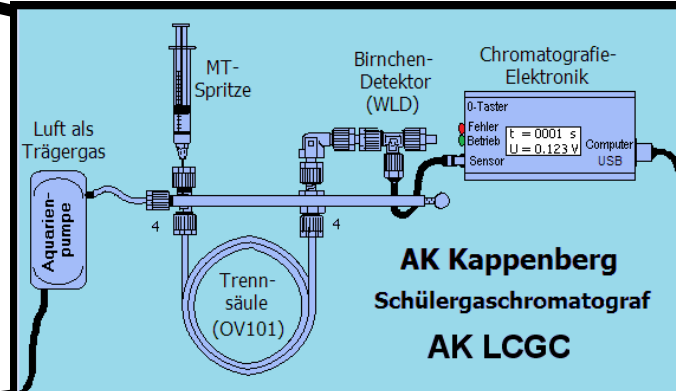 MT-
Spritze
Luft als
Trägergas
Aquarien-
pumpe
4
4
Trenn-
säule
(OV101)
Birnchen-
Detektor
(WLD)
Chromatografie-
Elektronik
0-Taster
Fehler
Betrieb
Sensor
t = 0001 s
U = 0.123 V
Computer
USB
AK Kappenberg
Schülergaschromatograf
AK LCGC